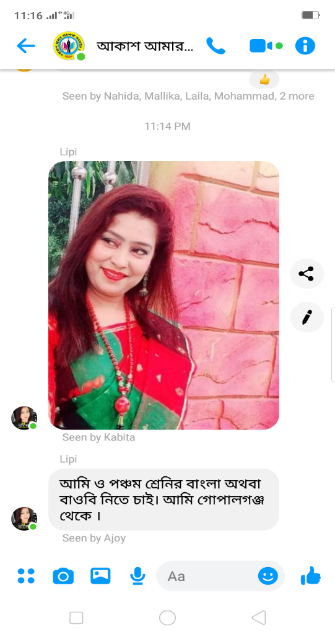 11:16
আকাশ আমার...
Seen by Nahida, Mallika, Laila, Mohammad, 2 more
11:14 PM
Lipi
Seen by Kabita
Lipi
আমি ও পঞ্চম শ্রেনির বাংলা অথবা
বাওবি নিতে চাই। আমি গোপালগঞ্জ
থেকে ।
Seen by Ajoy
Aa